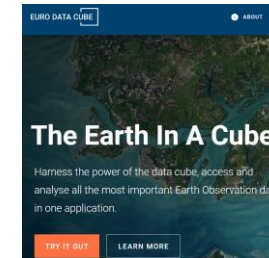 EURO DATA CUBE
ABOUT
The Earth In A Cube
Harness the power of the data cube, access and
analyse all the most important Earth Observation da
in one application.
TRY IT OUT
LEARN MORE